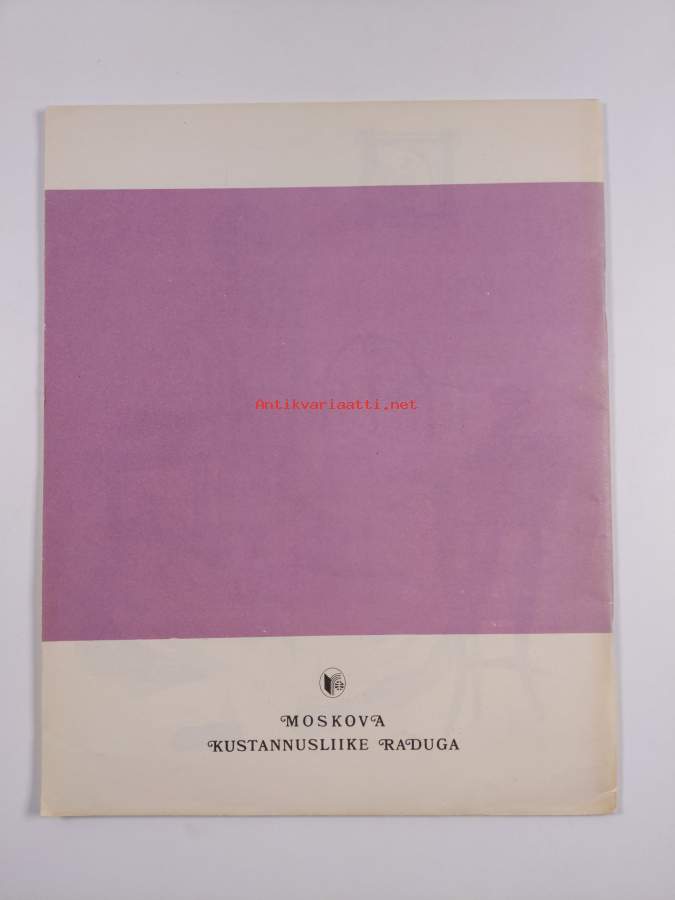 Antikvariaatti.net
MOSKOVA
KUSTANNUSLIIKE RADUGA